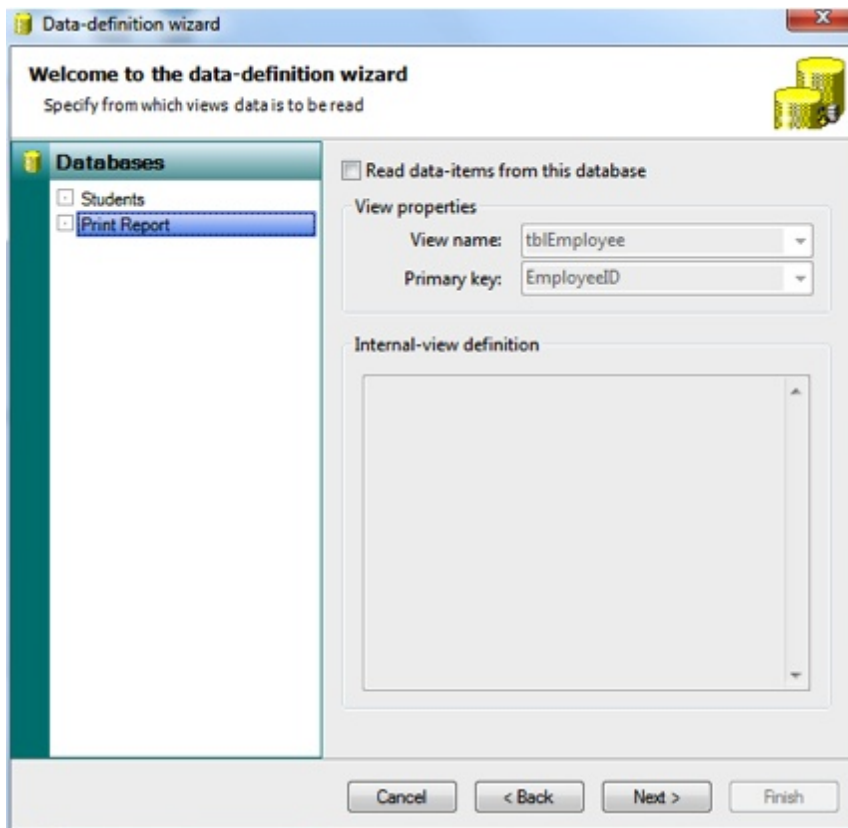 Data-definition wizard
Welcome to the data-definition wizard
Specify from which views data is to be read
Databases
Students
Print Report
Read data-items from this database
View properties
View name: tblEmployee
Primary key: EmployeeID
Internal-view definition
Cancel < Back Next > Finish